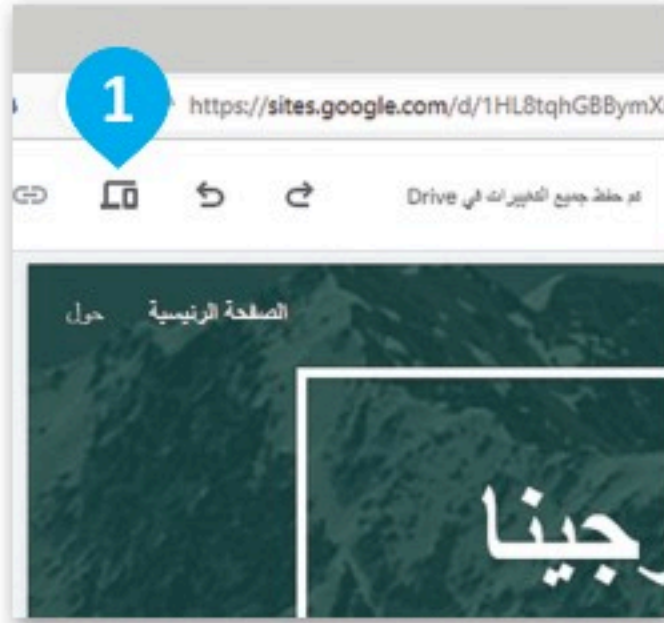 1
https://sites.google.com/d/1HL8tqhGBBymX
تم حفظ جميع التغييرات في Drive
الصفحة الرئيسية
حول
جينا